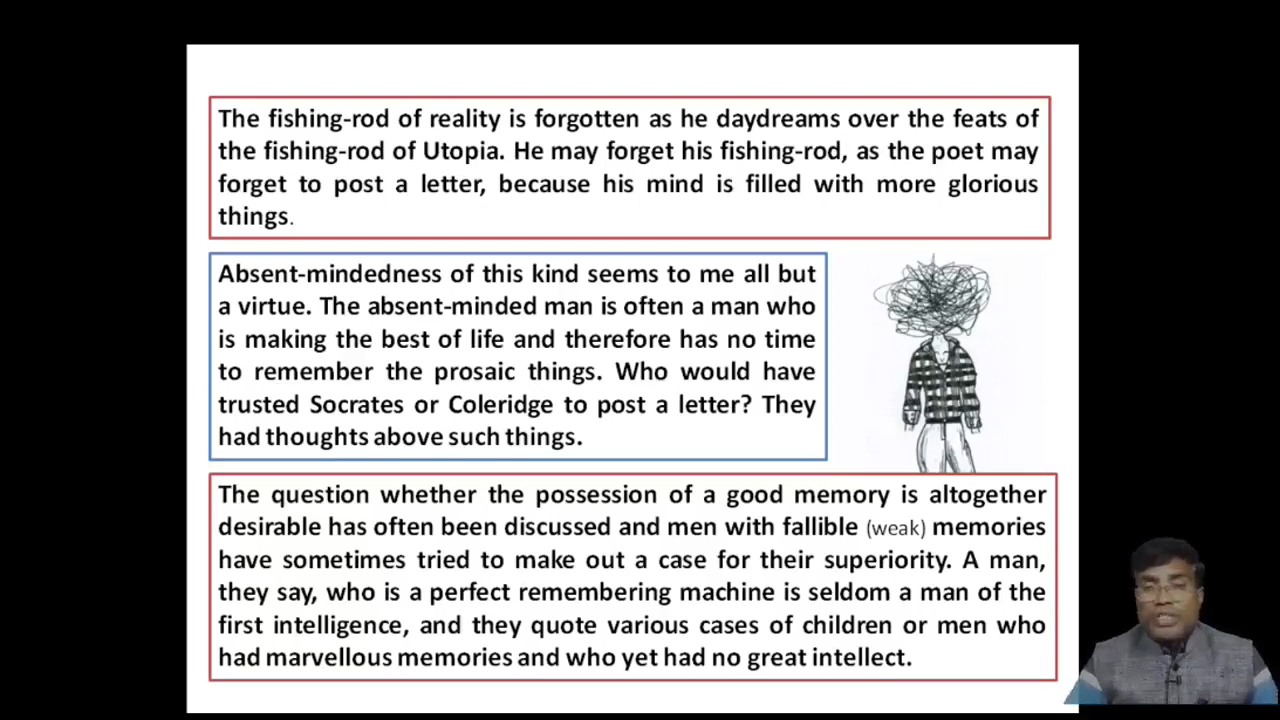 The fishing-rod of reality is forgotten as he daydreams over the feats of
the fishing-rod of Utopia. He may forget his fishing-rod, as the poet may
forget to post a letter, because his mind is filled with more glorious
things.
Absent-mindedness of this kind seems to me all but
a virtue. The absent-minded man is often a man who
is making the best of life and therefore has no time
to remember the prosaic things. Who would have
trusted Socrates or Coleridge to post a letter? They
had thoughts above such things.
The question whether the possession of a good memory is altogether
desirable has often been discussed and men with fallible (weak) memories
have sometimes tried to make out a case for their superiority. A man,
they say, who is a perfect remembering machine is seldom a man of the
first intelligence, and they quote various cases of children or men who
had marvellous memories and who yet had no great intellect.